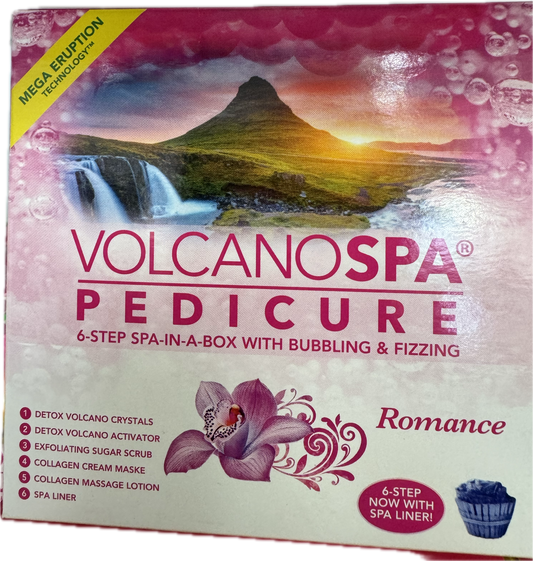 MEGA ERUPTION
TECHNOLOGY™
VOLCANOSPA®
PEDICURE
6-STEP SPA-IN-A-BOX WITH BUBBLING & FIZZING
1 DETOX VOLCANO CRYSTALS
2 DETOX VOLCANO ACTIVATOR
3 EXFOLIATING SUGAR SCRUB
4 COLLAGEN CREAM MASKE
5 COLLAGEN MASSAGE LOTION
6 SPA LINER
Romance
6-STEP
NOW WITH
SPA LINER!